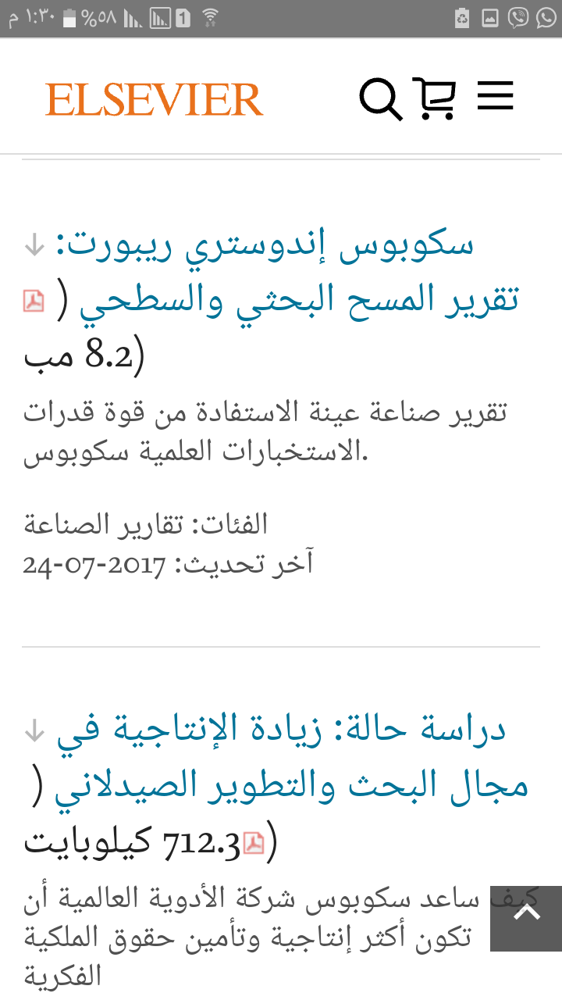 ١:٣٠ م
%٥٨
1
ELSEVIER
سكوبوس إندوستري ريبورت:
تقرير المسح البحثي والسطحي (
8.2 مب)
تقرير صناعة عينة الاستفادة من قوة قدرات
الاستخبارات العلمية سكوبوس.
الفئات: تقارير الصناعة
آخر تحديث: 2017-07-24
دراسة حالة: زيادة الإنتاجية في
مجال البحث والتطوير الصيدلاني (
712.3 كيلوبايت)
كيف ساعد سكوبوس شركة الأدوية العالمية أن
تكون أكثر إنتاجية وتأمين حقوق الملكية
الفكرية